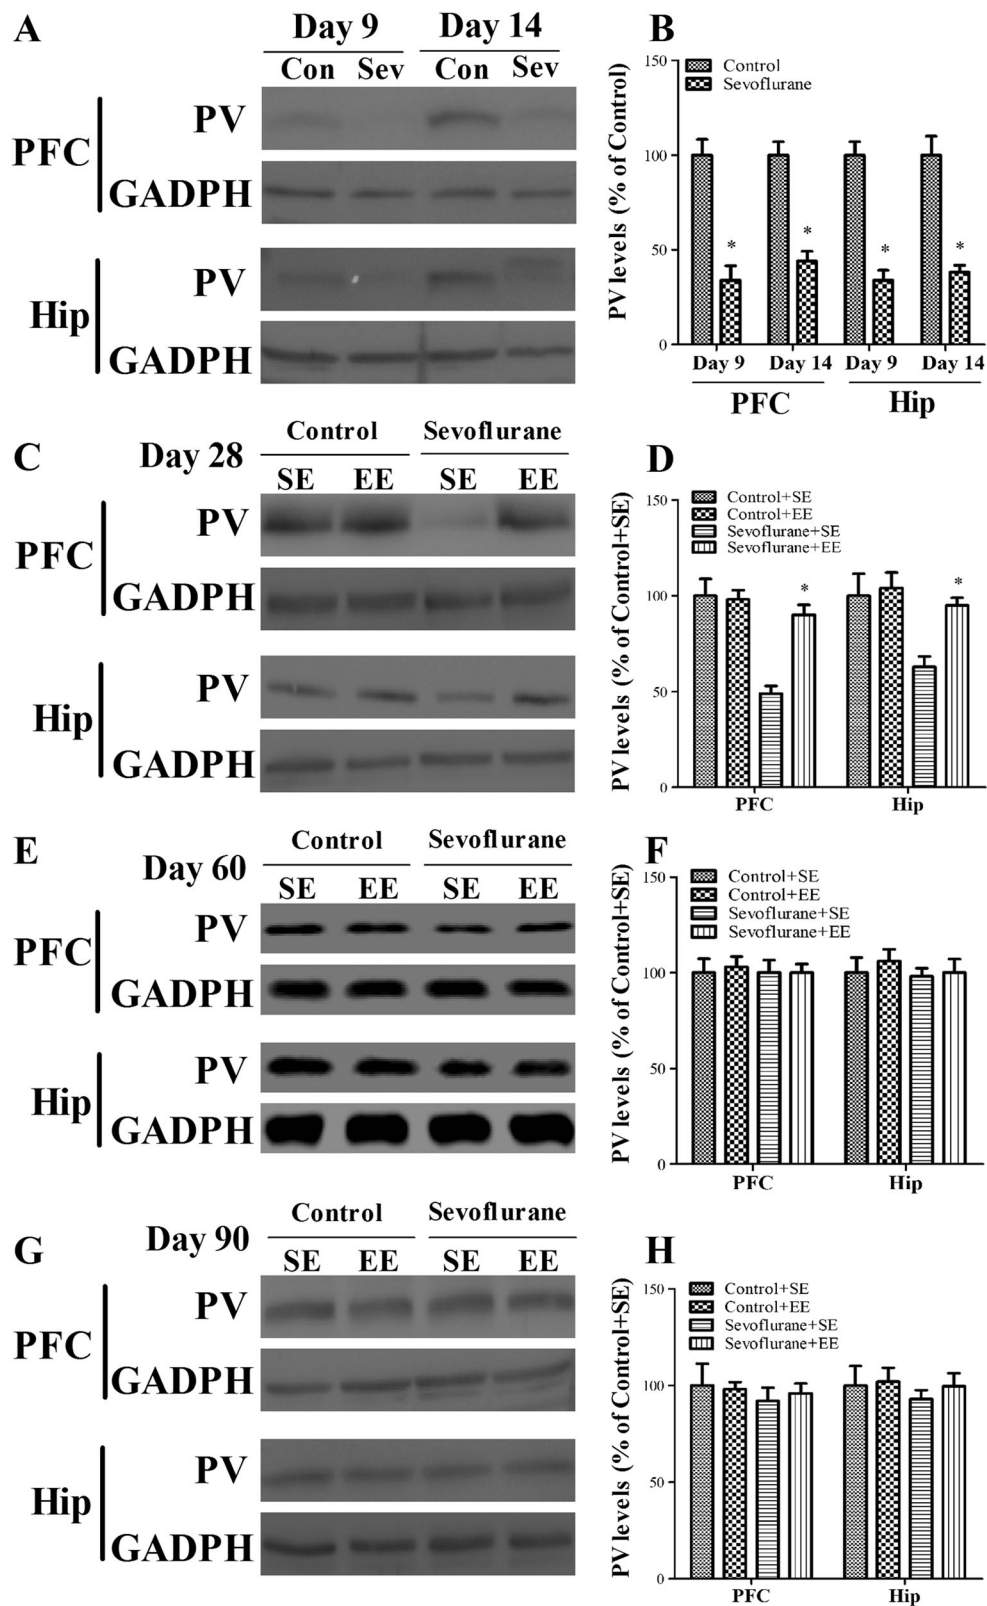 A
Day 9 Day 14
Con Sev Con Sev
PFC
PV
GADPH
Hip
PV
GADPH
B
Control
Sevoflurane
PV levels (% of Control)
150
100
50
0
* * * *
Day 9 Day 14 Day 9 Day 14
PFC Hip
C
Day 28
Control Sevoflurane
SE EE SE EE
PFC
PV
GADPH
Hip
PV
GADPH
D
Control+SE
Control+EE
Sevoflurane+SE
Sevoflurane+EE
PV levels (% of Control+SE)
150
100
50
0
* *
PFC Hip
E
Day 60
Control Sevoflurane
SE EE SE EE
PFC
PV
GADPH
Hip
PV
GADPH
F
Control+SE
Control+EE
Sevoflurane+SE
Sevoflurane+EE
PV levels (% of Control+SE)
150
100
50
0
PFC Hip
G
Day 90
Control Sevoflurane
SE EE SE EE
PFC
PV
GADPH
Hip
PV
GADPH
H
Control+SE
Control+EE
Sevoflurane+SE
Sevoflurane+EE
PV levels (% of Control+SE)
150
100
50
0
PFC Hip